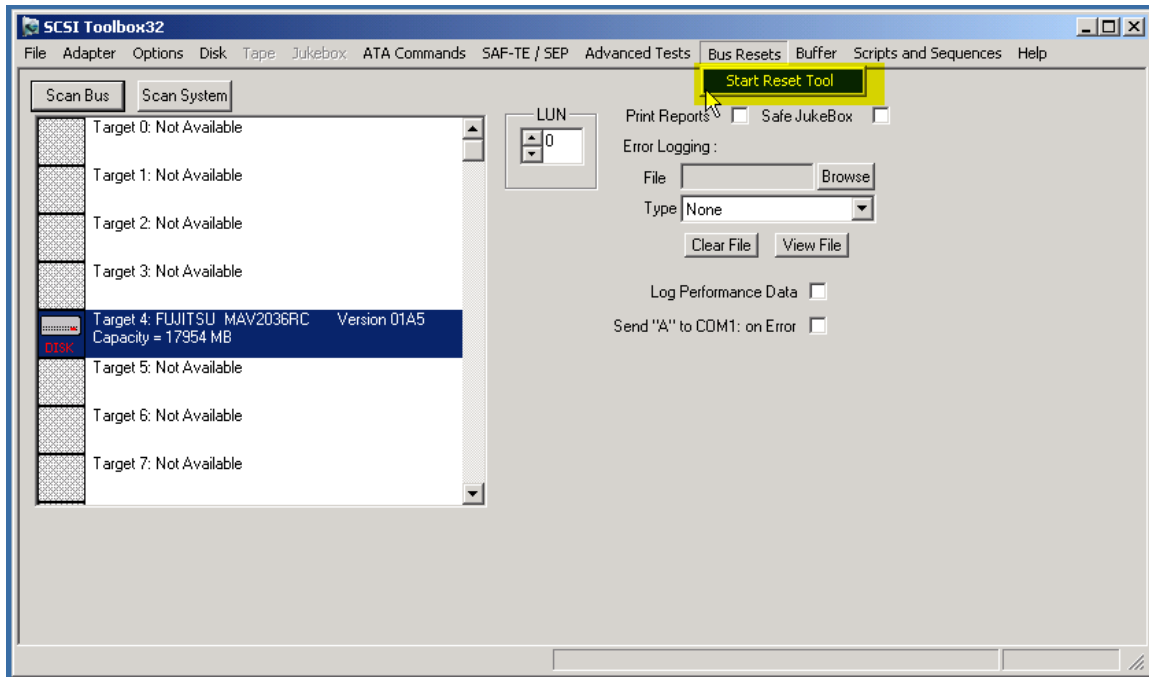 SCSI Toolbox32
File Adapter Options Disk Tape Jukebox ATA Commands SAF-TE / SEP Advanced Tests Bus Resets Buffer Scripts and Sequences Help
Start Reset Tool
Scan Bus Scan System
LUN
0
Print Reports Safe JukeBox
Error Logging :
File Browse
Type None
Clear File View File
Log Performance Data
Send "A" to COM1: on Error
Target 0: Not Available
Target 1: Not Available
Target 2: Not Available
Target 3: Not Available
Target 4: FUJITSU MAV2036RC Version 01A5
Capacity = 17954 MB
DISK
Target 5: Not Available
Target 6: Not Available
Target 7: Not Available